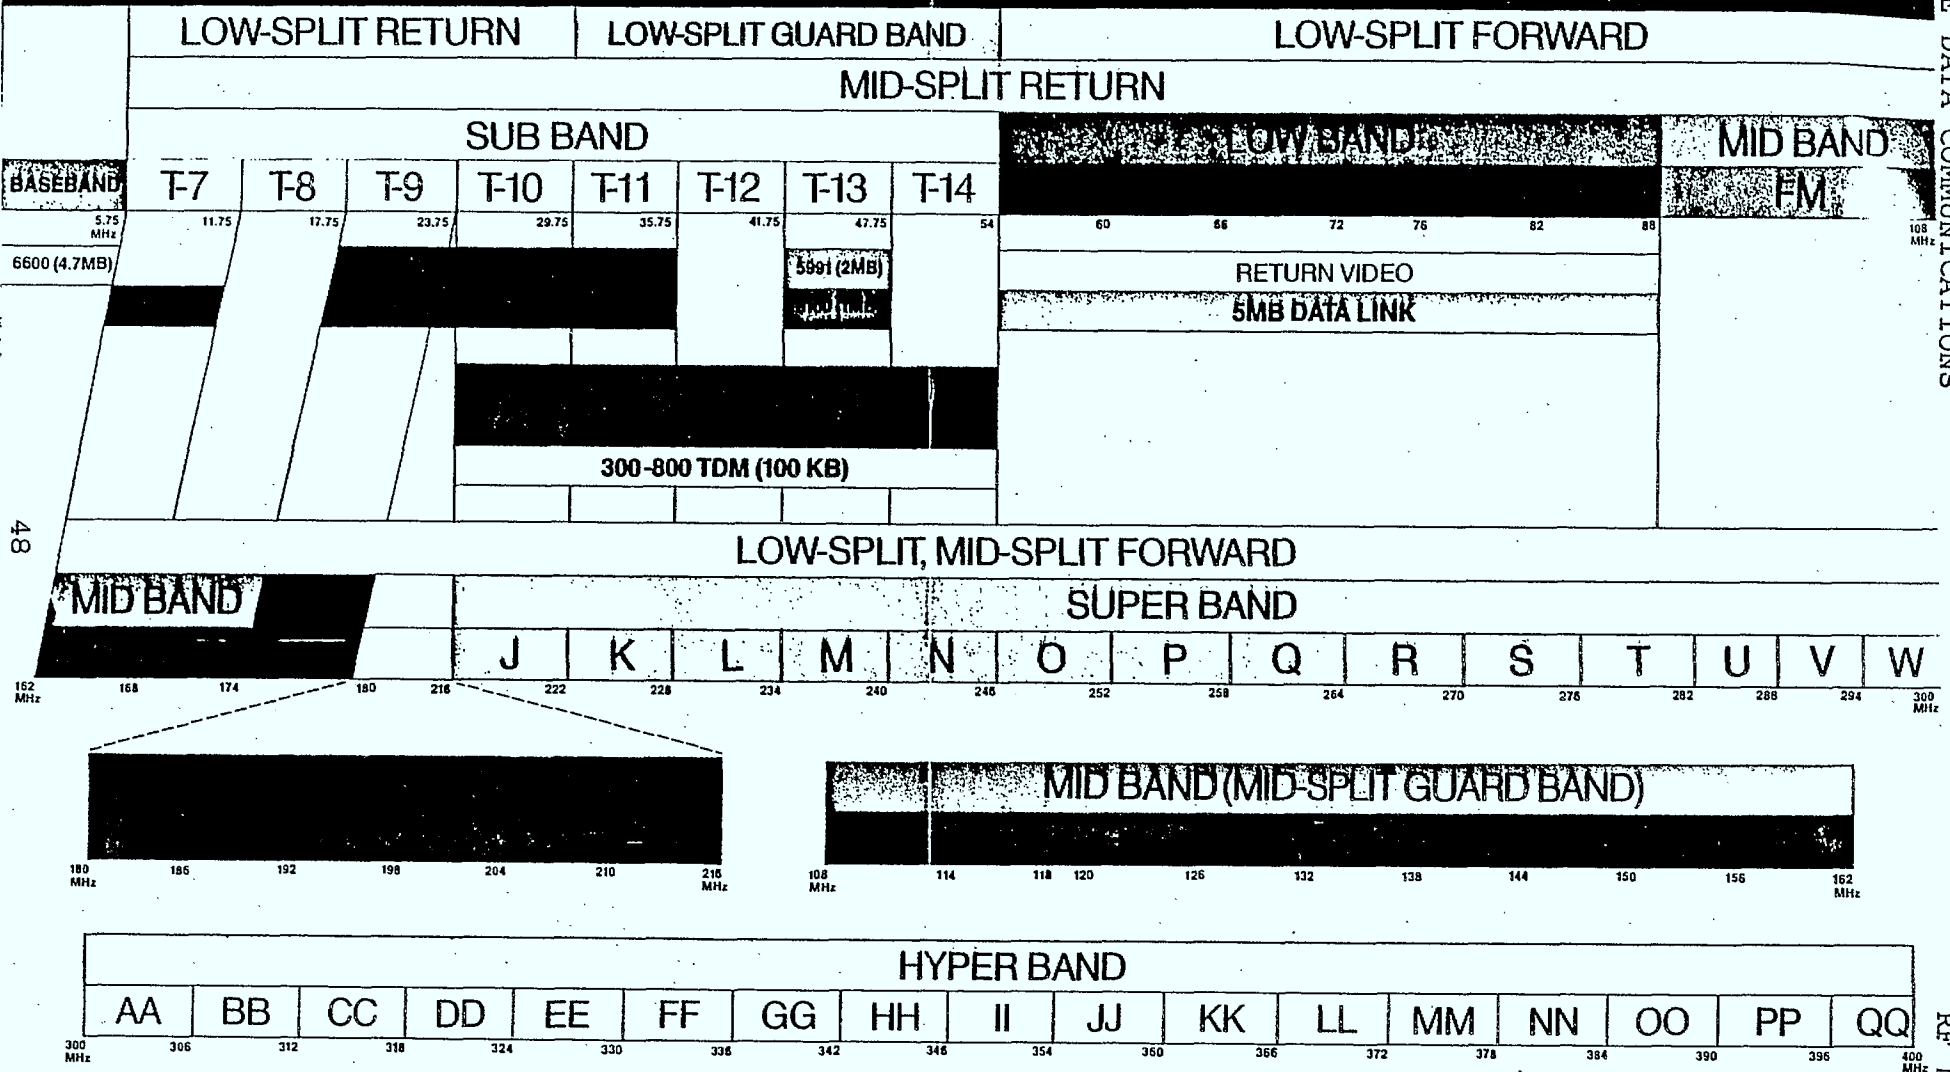 LOW-SPLIT RETURN LOW-SPLIT GUARD BAND LOW-SPLIT FORWARD
MID-SPLIT RETURN
SUB BAND LOW BAND MID BAND
BASEBAND T-7 T-8 T-9 T-10 T-11 T-12 T-13 T-14 FM
5.75 MHz 11.75 17.75 23.75 29.75 35.75 41.75 47.75 54 60 66 72 76 82 88 108 MHz
6600 (4.7MB) 5991 (2MB) RETURN VIDEO
5MB DATA LINK
300-800 TDM (100 KB)
LOW-SPLIT, MID-SPLIT FORWARD
MID BAND SUPER BAND
J K L M N O P Q R S T U V W
162 MHz 168 174 180 216 222 228 234 240 246 252 258 264 270 276 282 288 294 300 MHz
MID BAND (MID-SPLIT GUARD BAND)
180 MHz 186 192 198 204 210 216 MHz
108 MHz 114 118 120 126 132 138 144 150 156 162 MHz
HYPER BAND
AA BB CC DD EE FF GG HH II JJ KK LL MM NN OO PP QQ
300 MHz 306 312 318 324 330 336 342 348 354 360 366 372 378 384 390 396 400 MHz
48
DATA COMMUNICATIONS